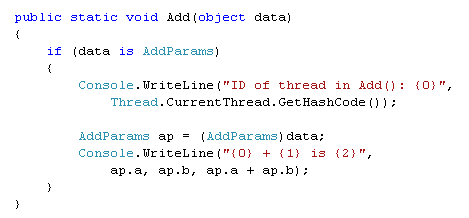 public static void Add(object data)
{
    if (data is AddParams)
    {
        Console.WriteLine("ID of thread in Add(): {0}",
            Thread.CurrentThread.GetHashCode());

        AddParams ap = (AddParams)data;
        Console.WriteLine("{0} + {1} is {2}",
            ap.a, ap.b, ap.a + ap.b);
    }
}